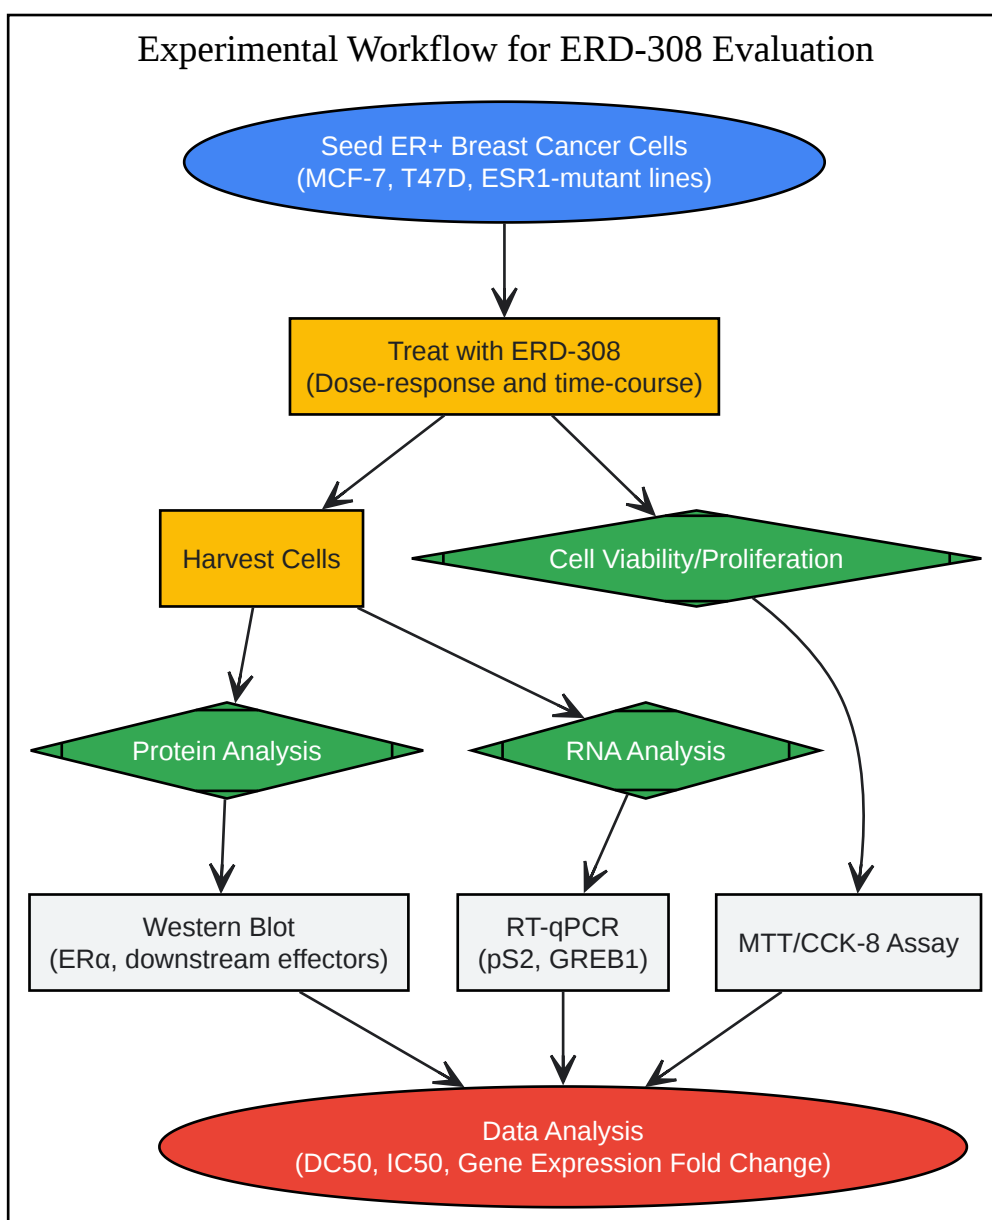 Experimental Workflow for ERD-308 Evaluation
Seed ER+ Breast Cancer Cells
(MCF-7, T47D, ESR1-mutant lines)
Treat with ERD-308
(Dose-response and time-course)
Harvest Cells
Cell Viability/Proliferation
Protein Analysis
RNA Analysis
Western Blot
(ERα, downstream effectors)
RT-qPCR
(pS2, GREB1)
MTT/CCK-8 Assay
Data Analysis
(DC50, IC50, Gene Expression Fold Change)